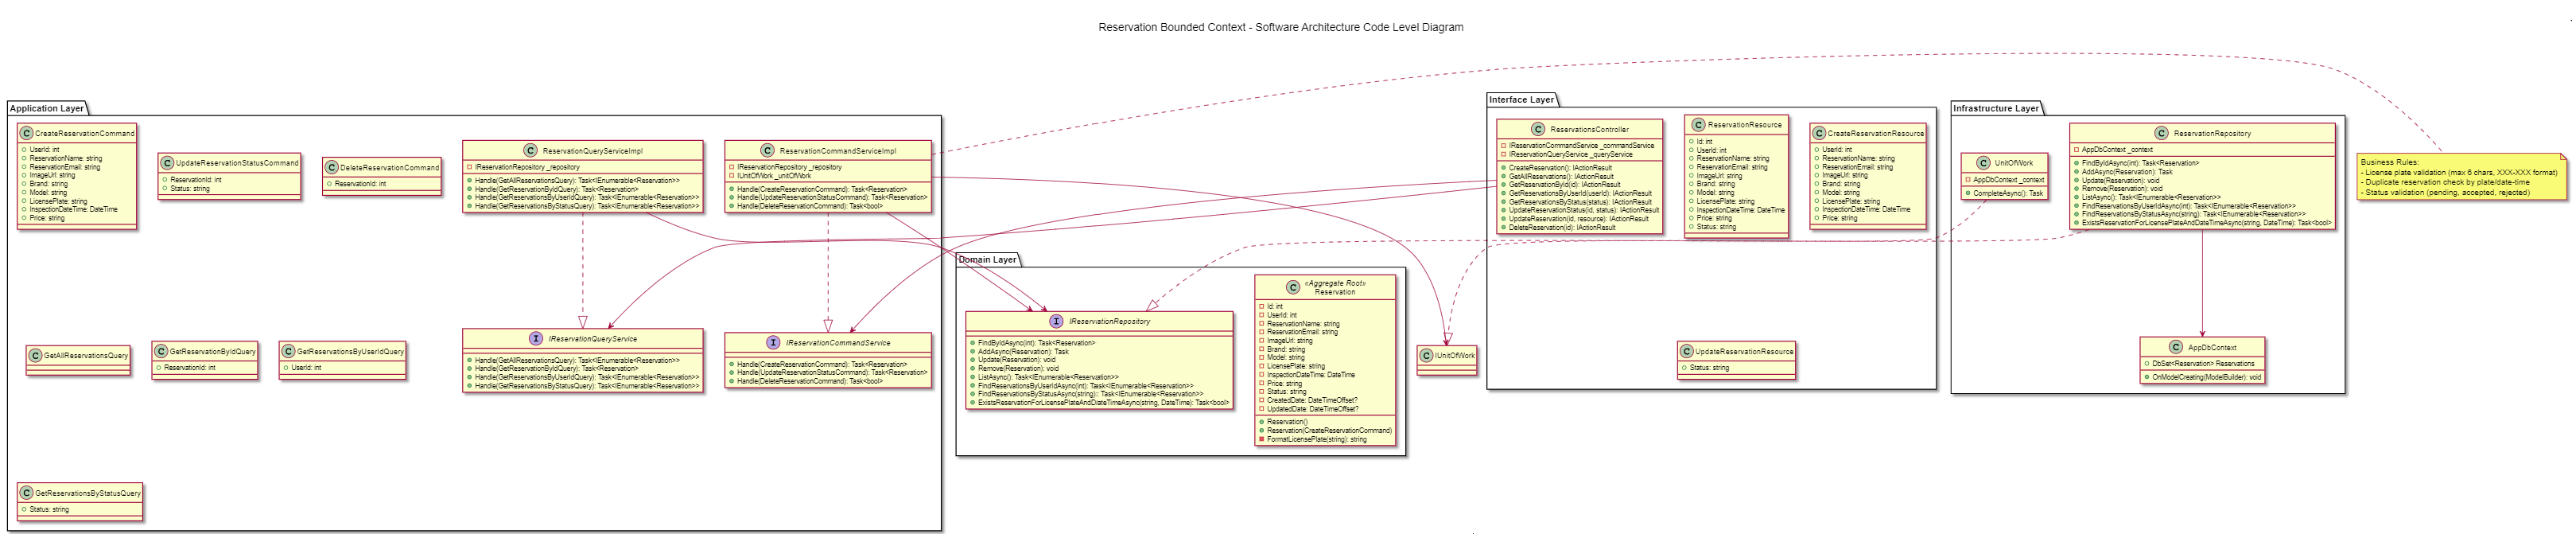 Reservation Bounded Context - Software Architecture Code Level Diagram
Application Layer
CreateReservationCommand
UserId: int
ReservationName: string
ReservationEmail: string
ImageUrl: string
Brand: string
Model: string
LicensePlate: string
InspectionDateTime: DateTime
Price: string
UpdateReservationStatusCommand
ReservationId: int
Status: string
DeleteReservationCommand
ReservationId: int
ReservationQueryServiceImpl
IReservationRepository _repository
Handle(GetAllReservationsQuery): Task<IEnumerable<Reservation>>
Handle(GetReservationByIdQuery): Task<Reservation>
Handle(GetReservationsByUserIdQuery): Task<IEnumerable<Reservation>>
Handle(GetReservationsByStatusQuery): Task<IEnumerable<Reservation>>
ReservationCommandServiceImpl
IReservationRepository _repository
IUnitOfWork _unitOfWork
Handle(CreateReservationCommand): Task<Reservation>
Handle(UpdateReservationStatusCommand): Task<Reservation>
Handle(DeleteReservationCommand): Task<bool>
GetAllReservationsQuery
GetReservationByIdQuery
ReservationId: int
GetReservationsByUserIdQuery
UserId: int
IReservationQueryService
Handle(GetAllReservationsQuery): Task<IEnumerable<Reservation>>
Handle(GetReservationByIdQuery): Task<Reservation>
Handle(GetReservationsByUserIdQuery): Task<IEnumerable<Reservation>>
Handle(GetReservationsByStatusQuery): Task<IEnumerable<Reservation>>
IReservationCommandService
Handle(CreateReservationCommand): Task<Reservation>
Handle(UpdateReservationStatusCommand): Task<Reservation>
Handle(DeleteReservationCommand): Task<bool>
GetReservationsByStatusQuery
Status: string
Domain Layer
IReservationRepository
FindByIdAsync(int): Task<Reservation>
AddAsync(Reservation): Task
Update(Reservation): void
Remove(Reservation): void
ListAsync(): Task<IEnumerable<Reservation>>
FindReservationsByUserIdAsync(int): Task<IEnumerable<Reservation>>
FindReservationsByStatusAsync(string): Task<IEnumerable<Reservation>>
ExistsReservationForLicensePlateAndDateTimeAsync(string, DateTime): Task<bool>
«Aggregate Root»
Reservation
Id: int
UserId: int
ReservationName: string
ReservationEmail: string
ImageUrl: string
Brand: string
Model: string
LicensePlate: string
InspectionDateTime: DateTime
Price: string
Status: string
CreatedDate: DateTimeOffset?
UpdatedDate: DateTimeOffset?
Reservation()
Reservation(CreateReservationCommand)
FormatLicensePlate(string): string
IUnitOfWork
Interface Layer
ReservationsController
IReservationCommandService _commandService
IReservationQueryService _queryService
CreateReservation(): IActionResult
GetAllReservations(): IActionResult
GetReservationById(id): IActionResult
GetReservationsByUserId(userId): IActionResult
GetReservationsByStatus(status): IActionResult
UpdateReservationStatus(id, status): IActionResult
UpdateReservation(id, resource): IActionResult
DeleteReservation(id): IActionResult
ReservationResource
Id: int
UserId: int
ReservationName: string
ReservationEmail: string
ImageUrl: string
Brand: string
Model: string
LicensePlate: string
InspectionDateTime: DateTime
Price: string
Status: string
CreateReservationResource
UserId: int
ReservationName: string
ReservationEmail: string
ImageUrl: string
Brand: string
Model: string
LicensePlate: string
InspectionDateTime: DateTime
Price: string
UpdateReservationResource
Status: string
Infrastructure Layer
UnitOfWork
AppDbContext _context
CompleteAsync(): Task
ReservationRepository
AppDbContext _context
FindByIdAsync(int): Task<Reservation>
AddAsync(Reservation): Task
Update(Reservation): void
Remove(Reservation): void
ListAsync(): Task<IEnumerable<Reservation>>
FindReservationsByUserIdAsync(int): Task<IEnumerable<Reservation>>
FindReservationsByStatusAsync(string): Task<IEnumerable<Reservation>>
ExistsReservationForLicensePlateAndDateTimeAsync(string, DateTime): Task<bool>
AppDbContext
DbSet<Reservation> Reservations
OnModelCreating(ModelBuilder): void
Business Rules:
- License plate validation (max 6 chars, XXX-XXX format)
- Duplicate reservation check by plate/date-time
- Status validation (pending, accepted, rejected)